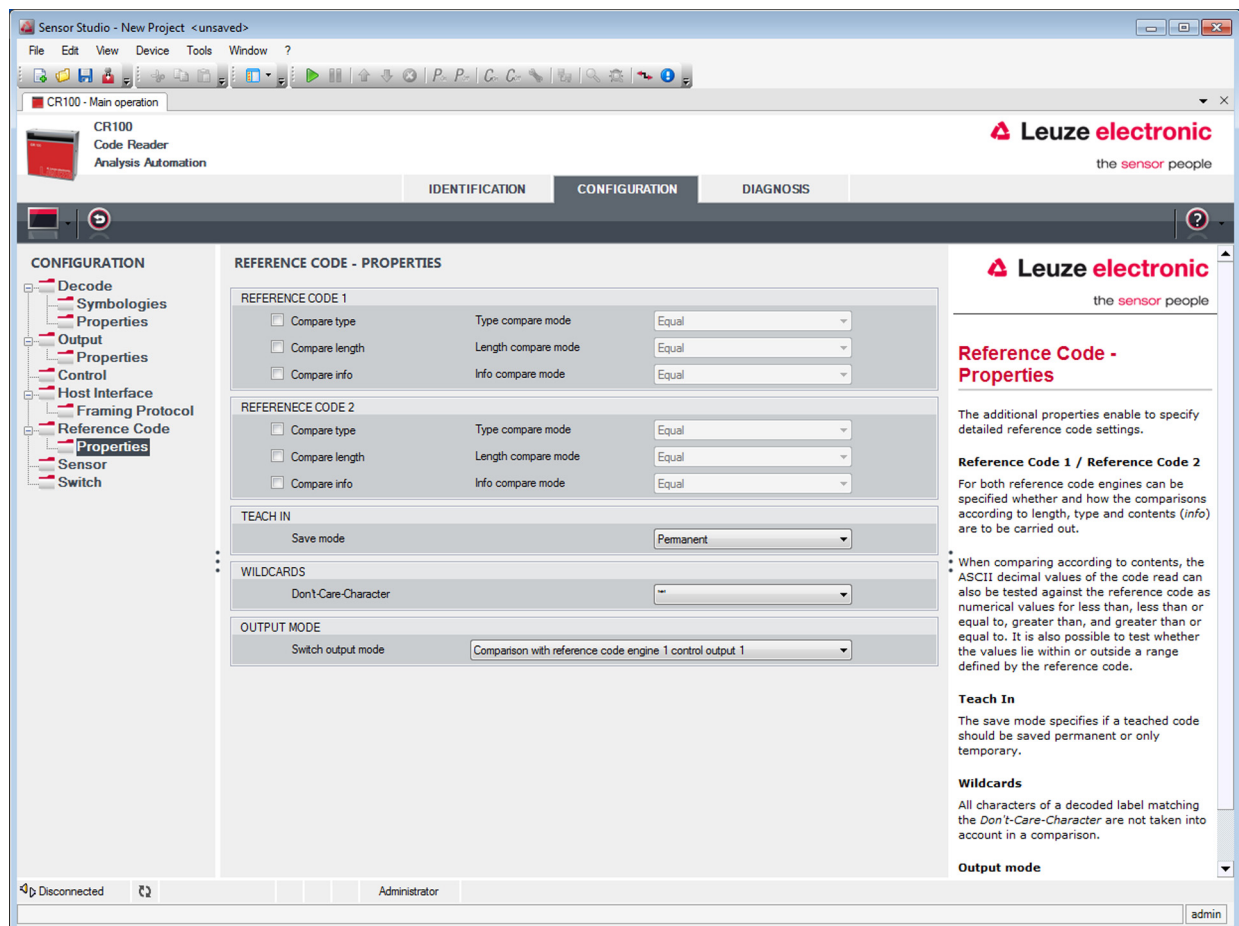 Sensor Studio - New Project <unsaved>
File Edit View Device Tools Window ?
CR100 - Main operation
CR100
Code Reader
Analysis Automation
Leuze electronic
the sensor people
IDENTIFICATION CONFIGURATION DIAGNOSIS
CONFIGURATION
Decode
Symbologies
Properties
Output
Properties
Control
Host Interface
Framing Protocol
Reference Code
Properties
Sensor
Switch
REFERENCE CODE - PROPERTIES
REFERENCE CODE 1
Compare type Type compare mode Equal
Compare length Length compare mode Equal
Compare info Info compare mode Equal
REFERENECE CODE 2
Compare type Type compare mode Equal
Compare length Length compare mode Equal
Compare info Info compare mode Equal
TEACH IN
Save mode Permanent
WILDCARDS
Don't-Care-Character
OUTPUT MODE
Switch output mode Comparison with reference code engine 1 control output 1
Leuze electronic
the sensor people
Reference Code -
Properties
The additional properties enable to specify
detailed reference code settings.
Reference Code 1 / Reference Code 2
For both reference code engines can be
specified whether and how the comparisons
according to length, type and contents (info)
are to be carried out.
When comparing according to contents, the
ASCII decimal values of the code read can
also be tested against the reference code as
numerical values for less than, less than or
equal to, greater than, and greater than or
equal to. It is also possible to test whether
the values lie within or outside a range
defined by the reference code.
Teach In
The save mode specifies if a teached code
should be saved permanent or only
temporary.
Wildcards
All characters of a decoded label matching
the Don't-Care-Character are not taken into
account in a comparison.
Output mode
Disconnected Administrator
admin